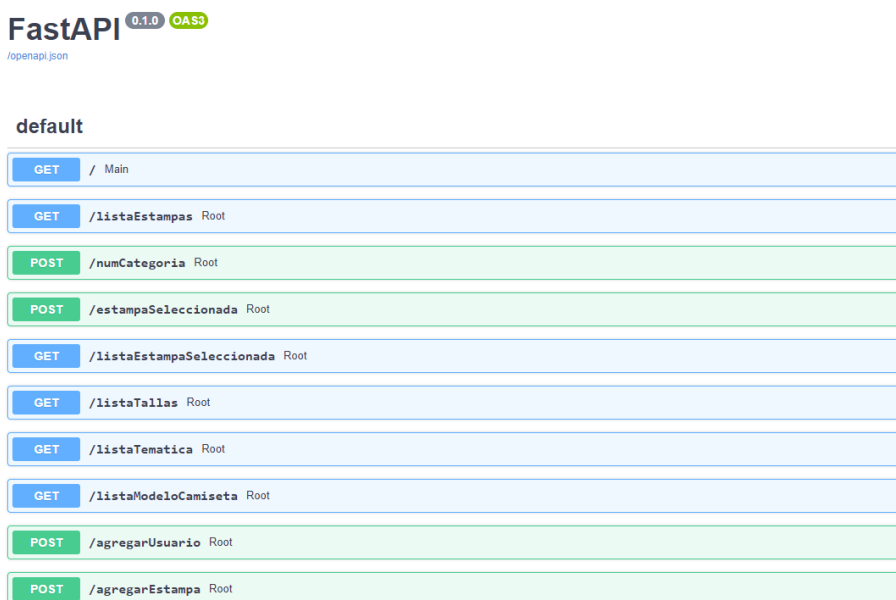 FastAPI 0.1.0 OAS3
/openapi.json
default
GET / Main
GET /listaEstampas Root
POST /numCategoria Root
POST /estampaSeleccionada Root
GET /listaEstampaSeleccionada Root
GET /listaTallas Root
GET /listaTematica Root
GET /listaModeloCamiseta Root
POST /agregarUsuario Root
POST /agregarEstampa Root